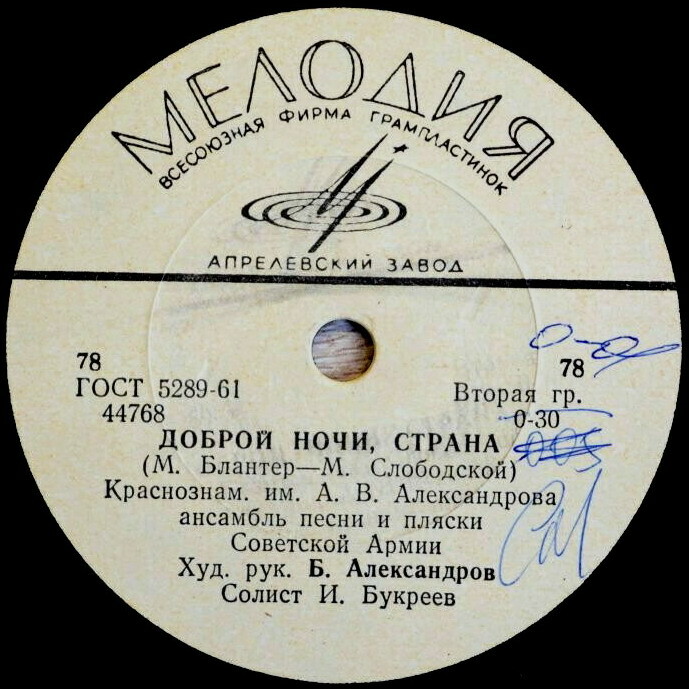 МЕЛОДИЯ
ВСЕСОЮЗНАЯ ФИРМА ГРАМПЛАСТИНОК
АПРЕЛЕВСКИЙ ЗАВОД
78
ГОСТ 5289-61
44768
78
Вторая гр.
0-30
ДОБРОЙ НОЧИ, СТРАНА
(М. Блантер—М. Слободской)
Краснознам. им. А. В. Александрова
ансамбль песни и пляски
Советской Армии
Худ. рук. Б. Александров
Солист И. Букреев